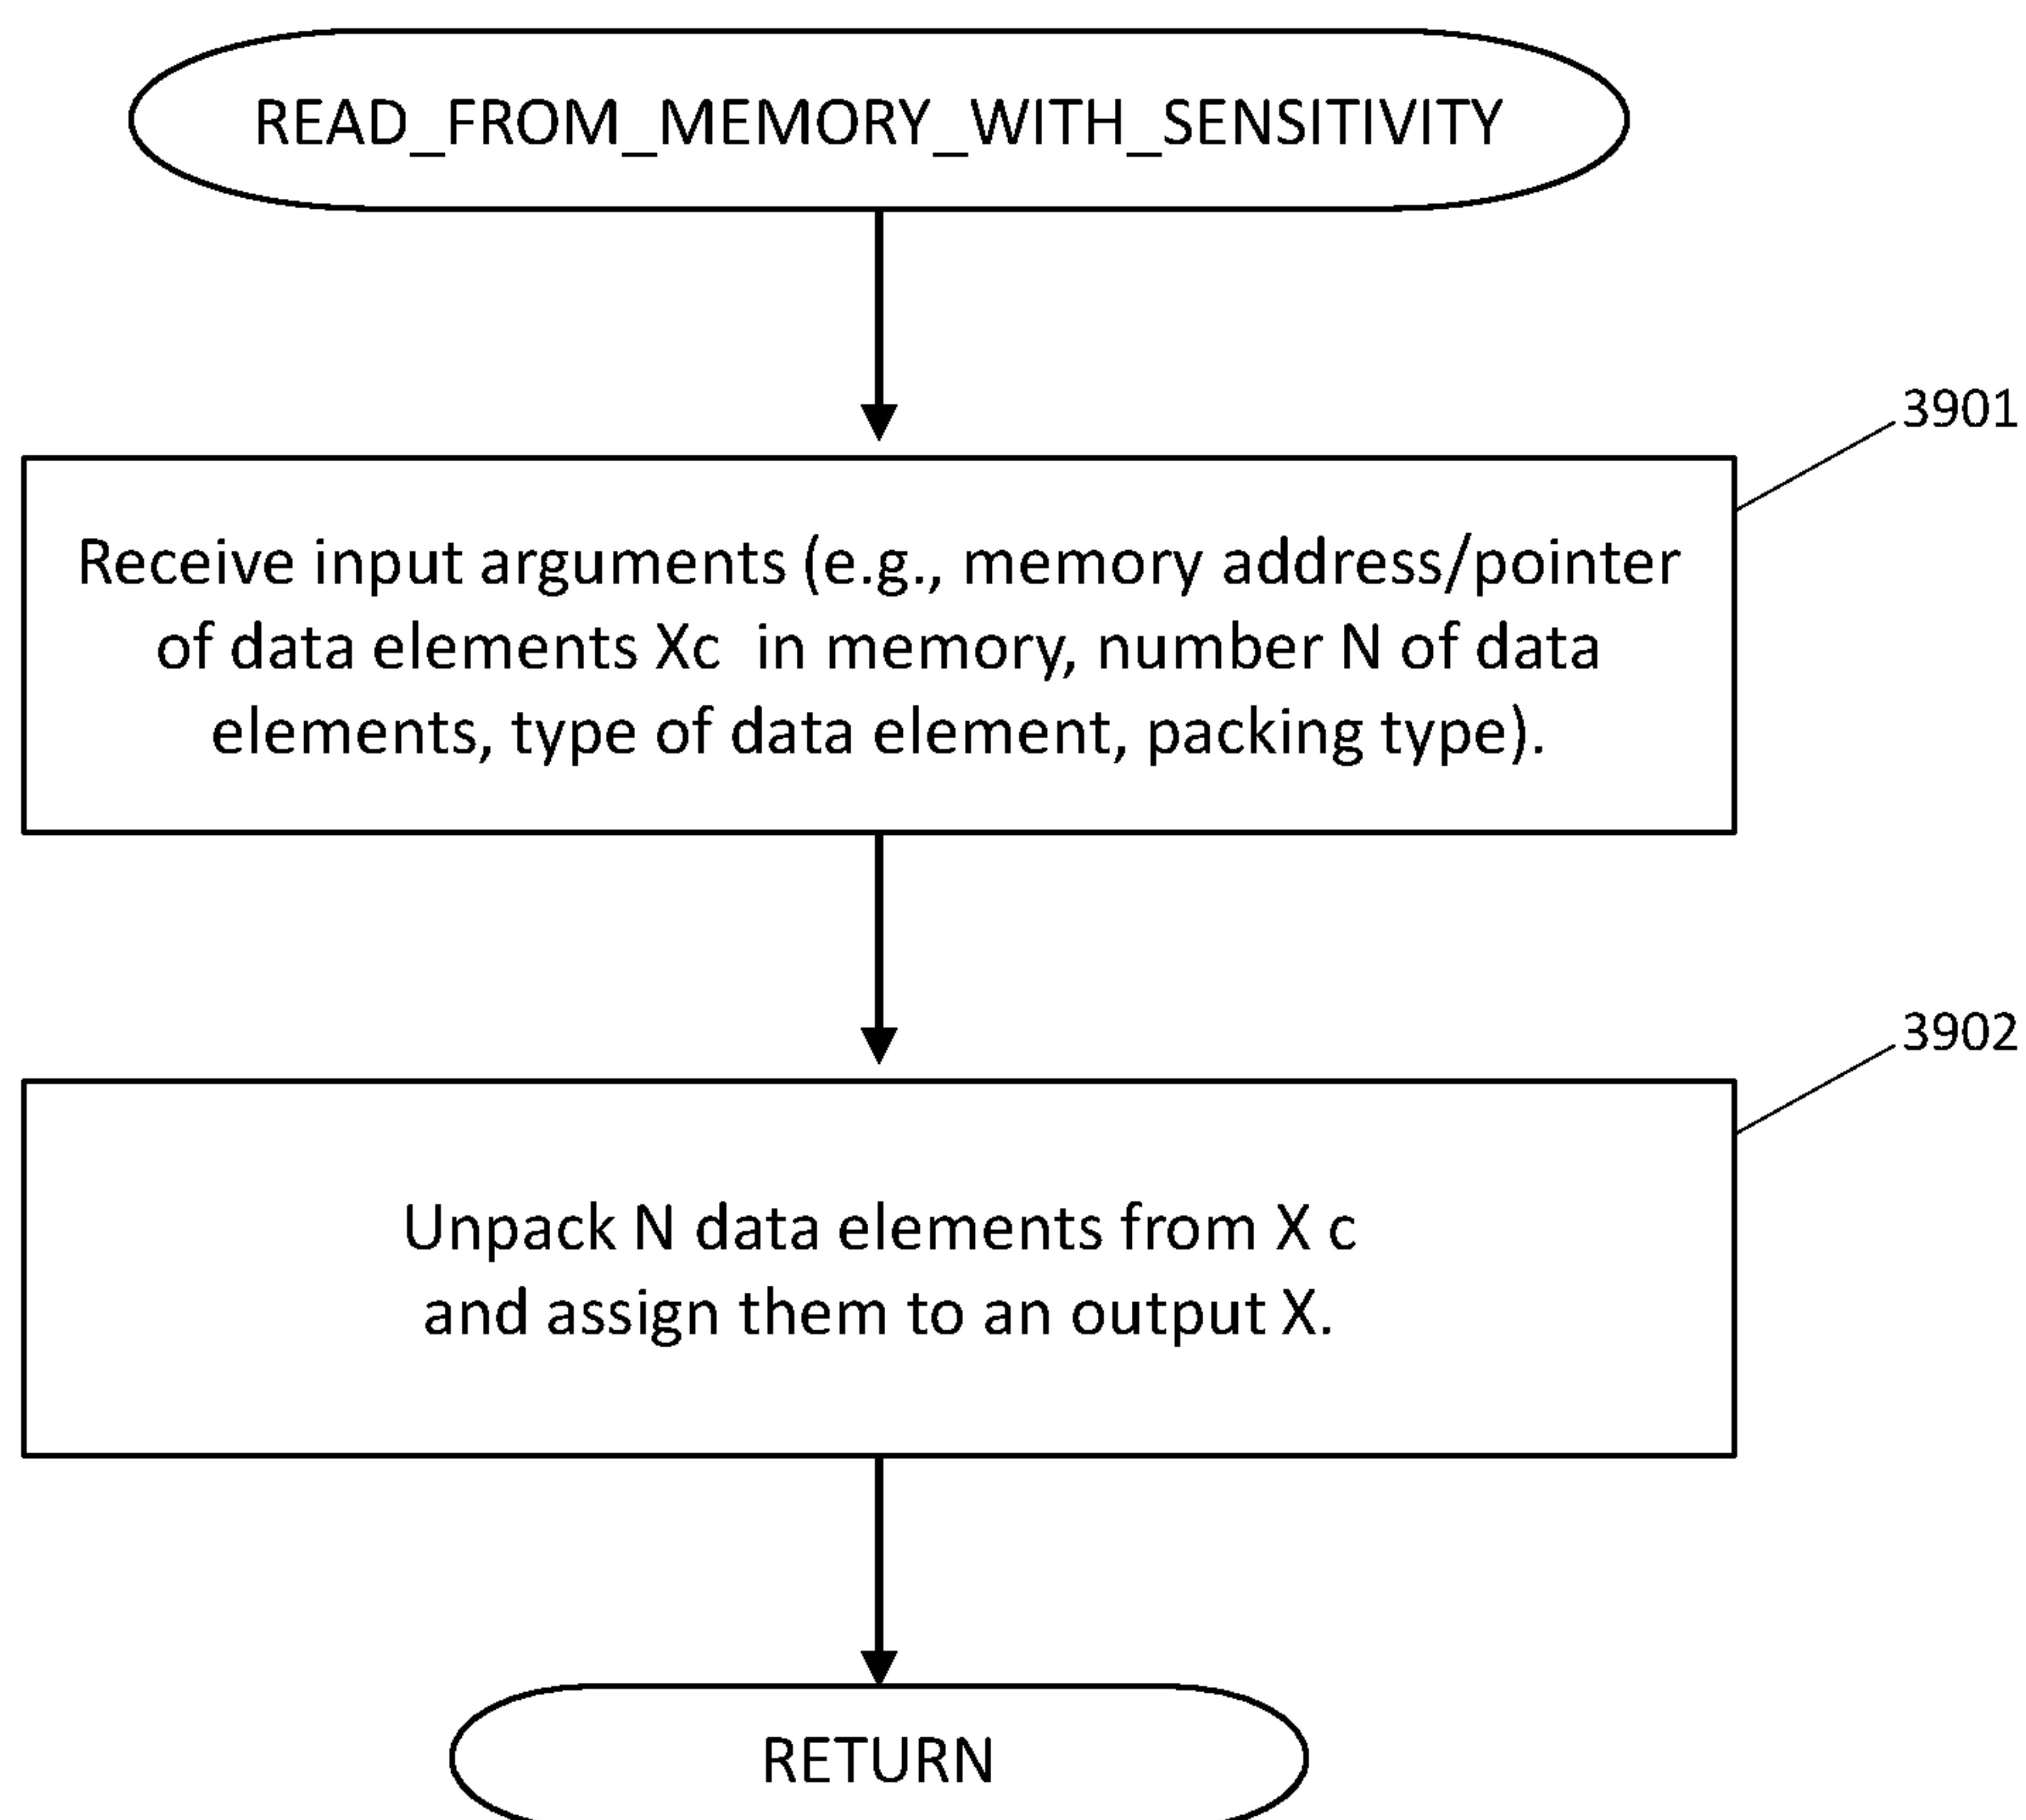 READ_FROM_MEMORY_WITH_SENSITIVITY
3901
Receive input arguments (e.g., memory address/pointer
of data elements Xc in memory, number N of data
elements, type of data element, packing type).
3902
Unpack N data elements from X c
and assign them to an output X.
RETURN